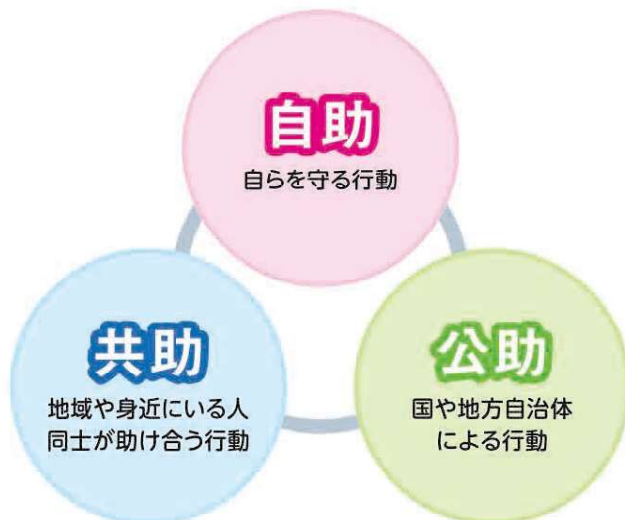 自助
自らを守る行動
共助
地域や身近にいる人
同士が助け合う行動
公助
国や地方自治体
による行動